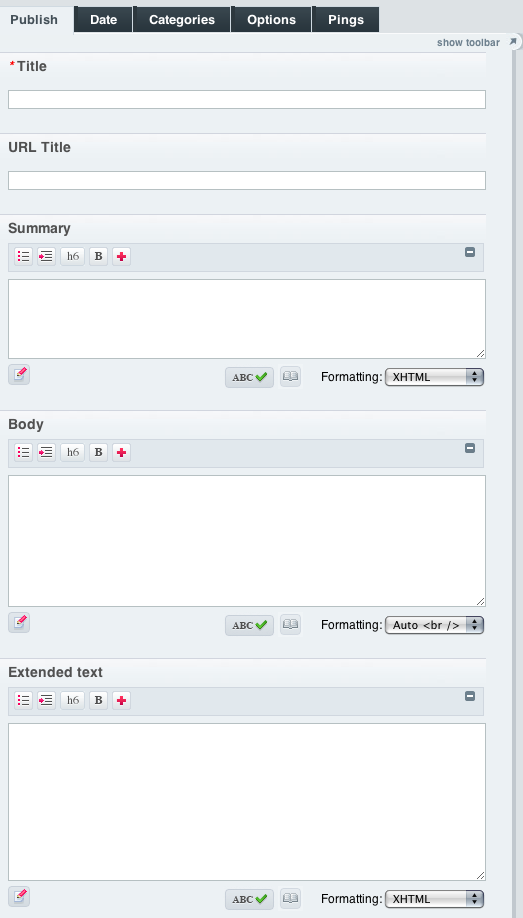 Publish Date Categories Options Pings
show toolbar
* Title
URL Title
Summary
h6 B
ABC Formatting: XHTML
Body
h6 B
ABC Formatting: Auto <br />
Extended text
h6 B
ABC Formatting: XHTML